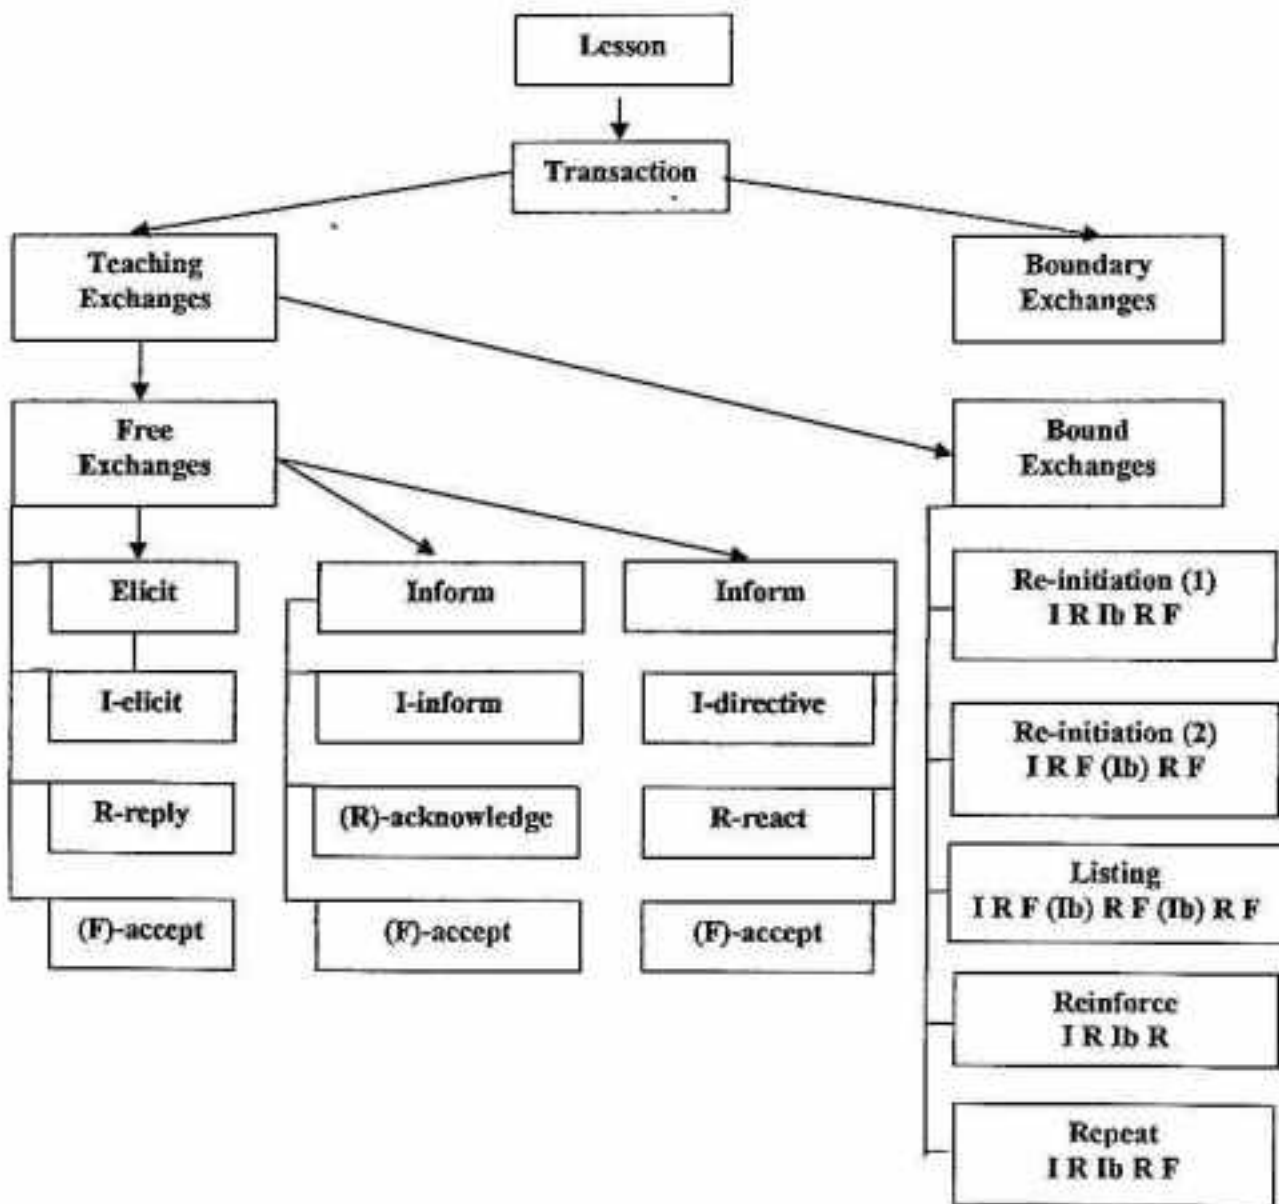 Lesson
Transaction
Teaching
Exchanges
Boundary
Exchanges
Free
Exchanges
Bound
Exchanges
Elicit
Inform
Inform
Re-initiation (1)
I R Ib R F
I-elicit
I-inform
I-directive
Re-initiation (2)
I R F (Ib) R F
R-reply
(R)-acknowledge
R-react
Listing
I R F (Ib) R F (Ib) R F
(F)-accept
(F)-accept
(F)-accept
Reinforce
I R Ib R
Repeat
I R Ib R F